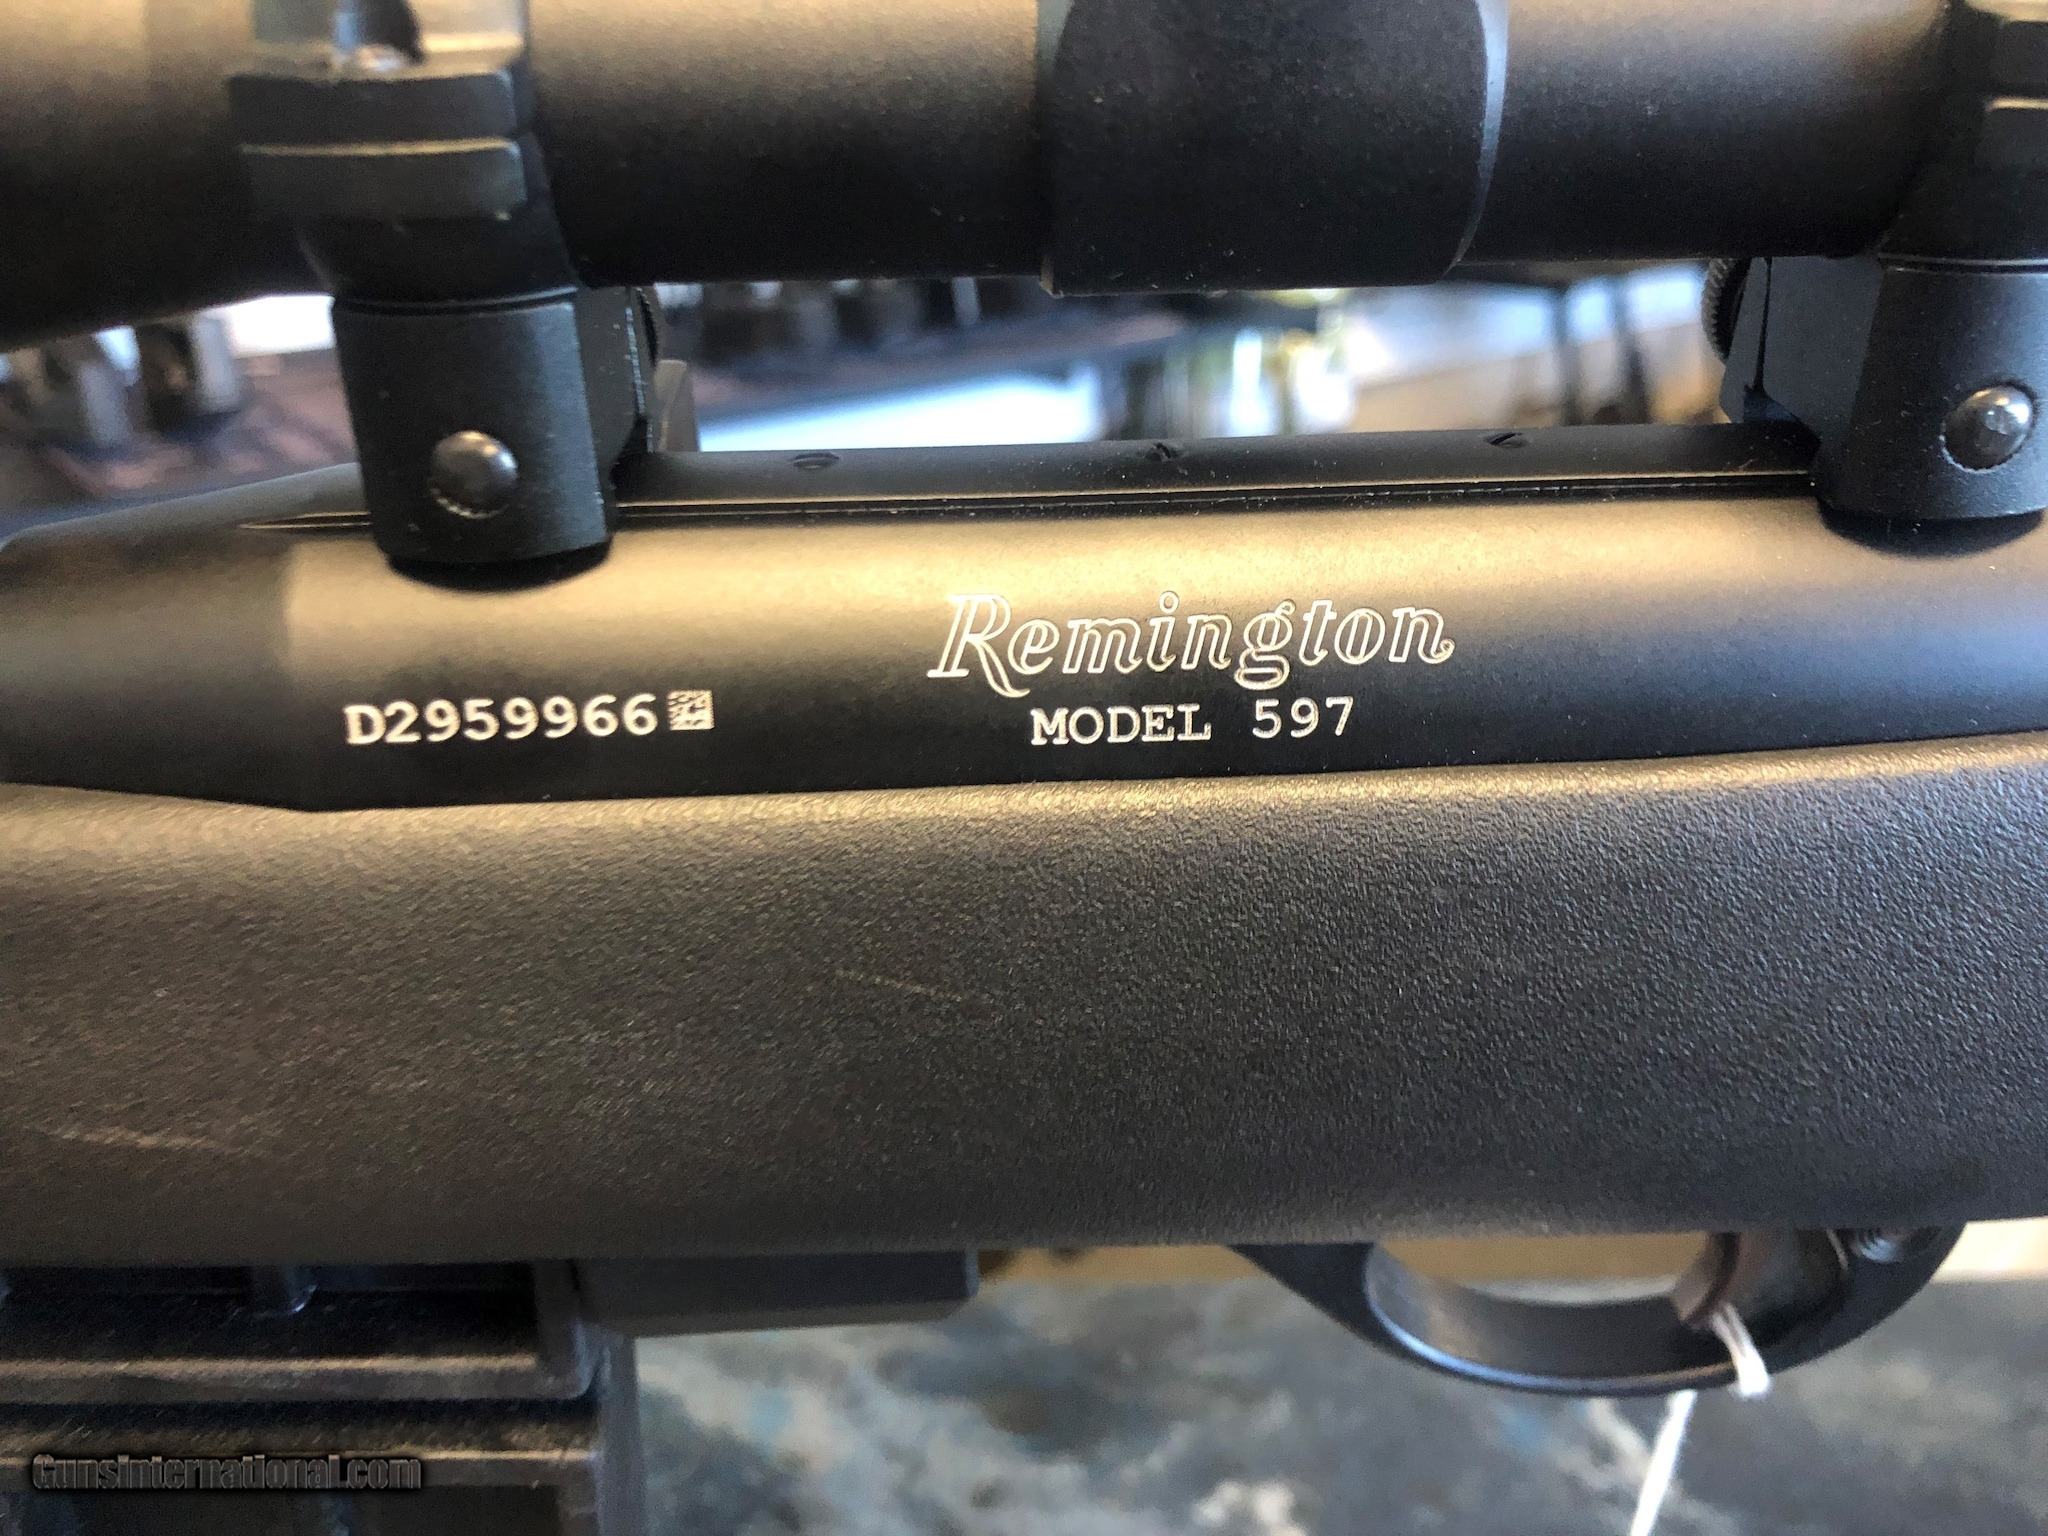 Remington
D2959966
MODEL 597
Gunsinternational.com